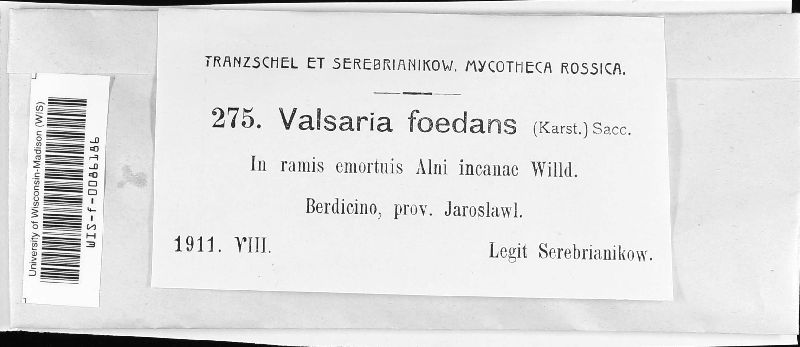 TRANZSCHEL ET SEREBRIANIKOW. MYCOTHECA ROSSICA.
275. Valsaria foedans (Karst.) Sacc.
In ramis emortuis Alni incanae Willd.
Berdicino, prov. Jaroslawl.
1911. VIII. Legit Serebrianikow.
University of Wisconsin-Madison (WIS)
WIS-f-0086186